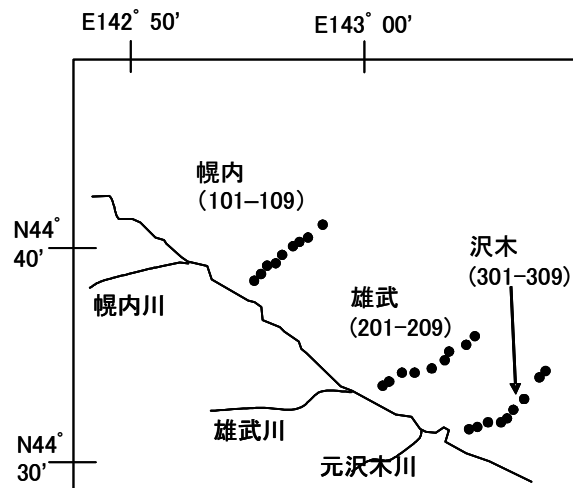 E142° 50’
E143° 00’
幌内
(101–109)
N44°
40’
沢木
(301–309)
幌内川
雄武
(201–209)
雄武川
N44°
30’
元沢木川